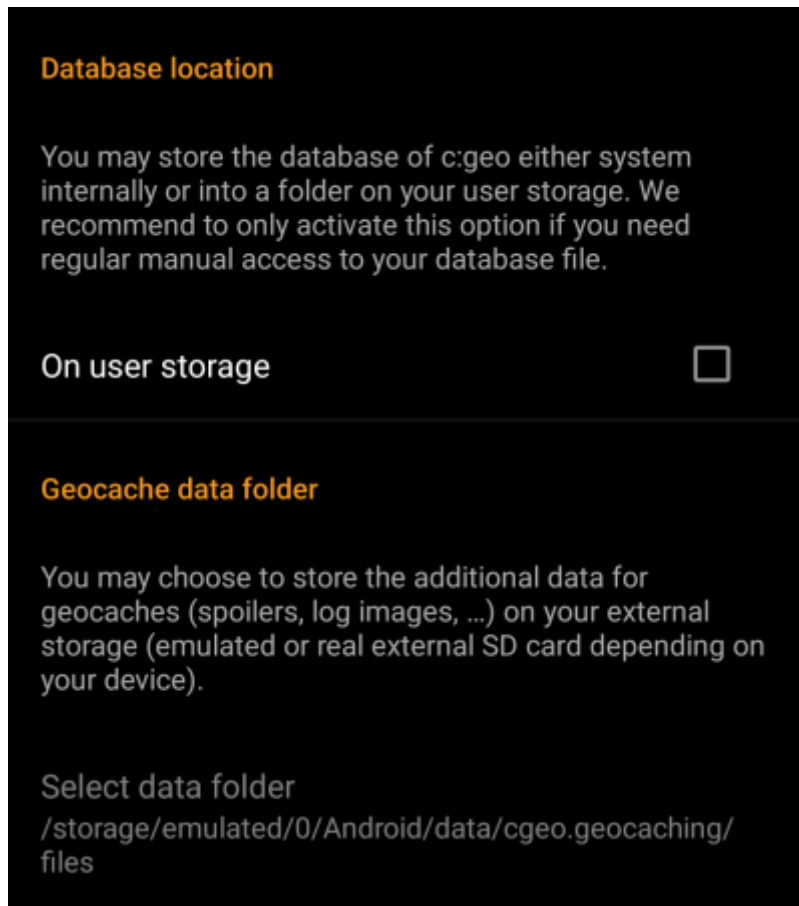 Database location
You may store the database of c:geo either system
internally or into a folder on your user storage. We
recommend to only activate this option if you need
regular manual access to your database file.
On user storage
Geocache data folder
You may choose to store the additional data for
geocaches (spoilers, log images, …) on your external
storage (emulated or real external SD card depending on
your device).
Select data folder
/storage/emulated/0/Android/data/cgeo.geocaching/
files